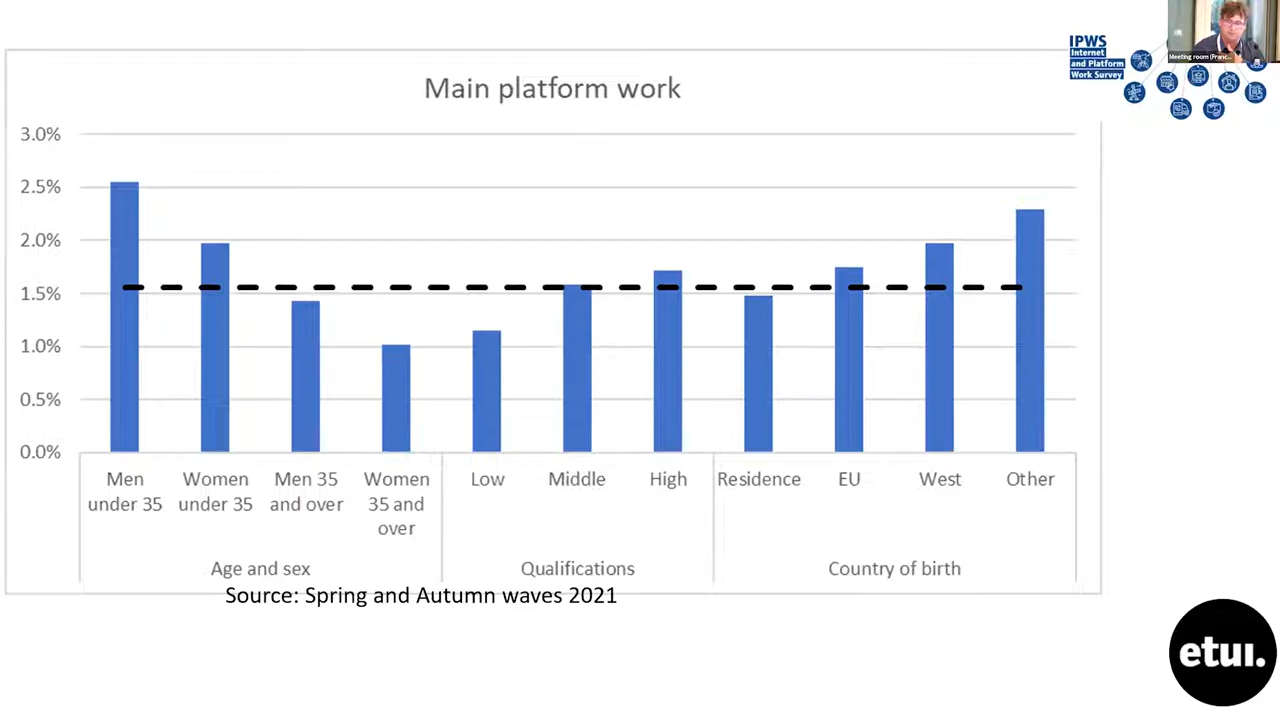 IPWS
Internet
and Platform
Work Survey
Meeting room (Franc...
Main platform work
3.0%
2.5%
2.0%
1.5%
1.0%
0.5%
0.0%
Men under 35
Women under 35
Men 35 and over
Women 35 and over
Low
Middle
High
Residence
EU
West
Other
Age and sex
Qualifications
Country of birth
Source: Spring and Autumn waves 2021
etui.